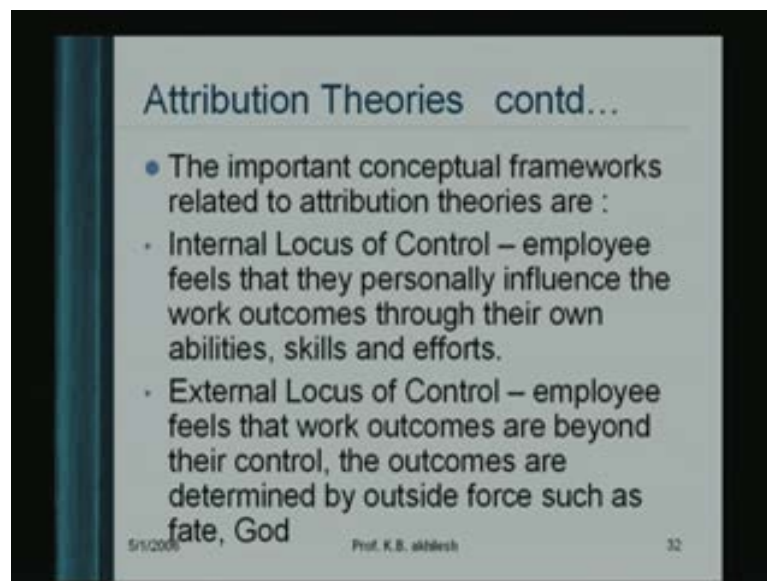 Attribution Theories contd...
The important conceptual frameworks
related to attribution theories are :
Internal Locus of Control – employee
feels that they personally influence the
work outcomes through their own
abilities, skills and efforts.
External Locus of Control – employee
feels that work outcomes are beyond
their control, the outcomes are
determined by outside force such as
fate, God
Prof. K.B. akhilesh
32